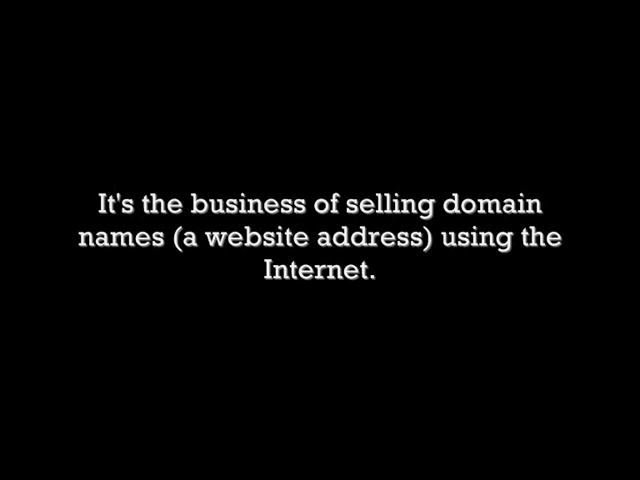 It's the business of selling domain
names (a website address) using the
Internet.